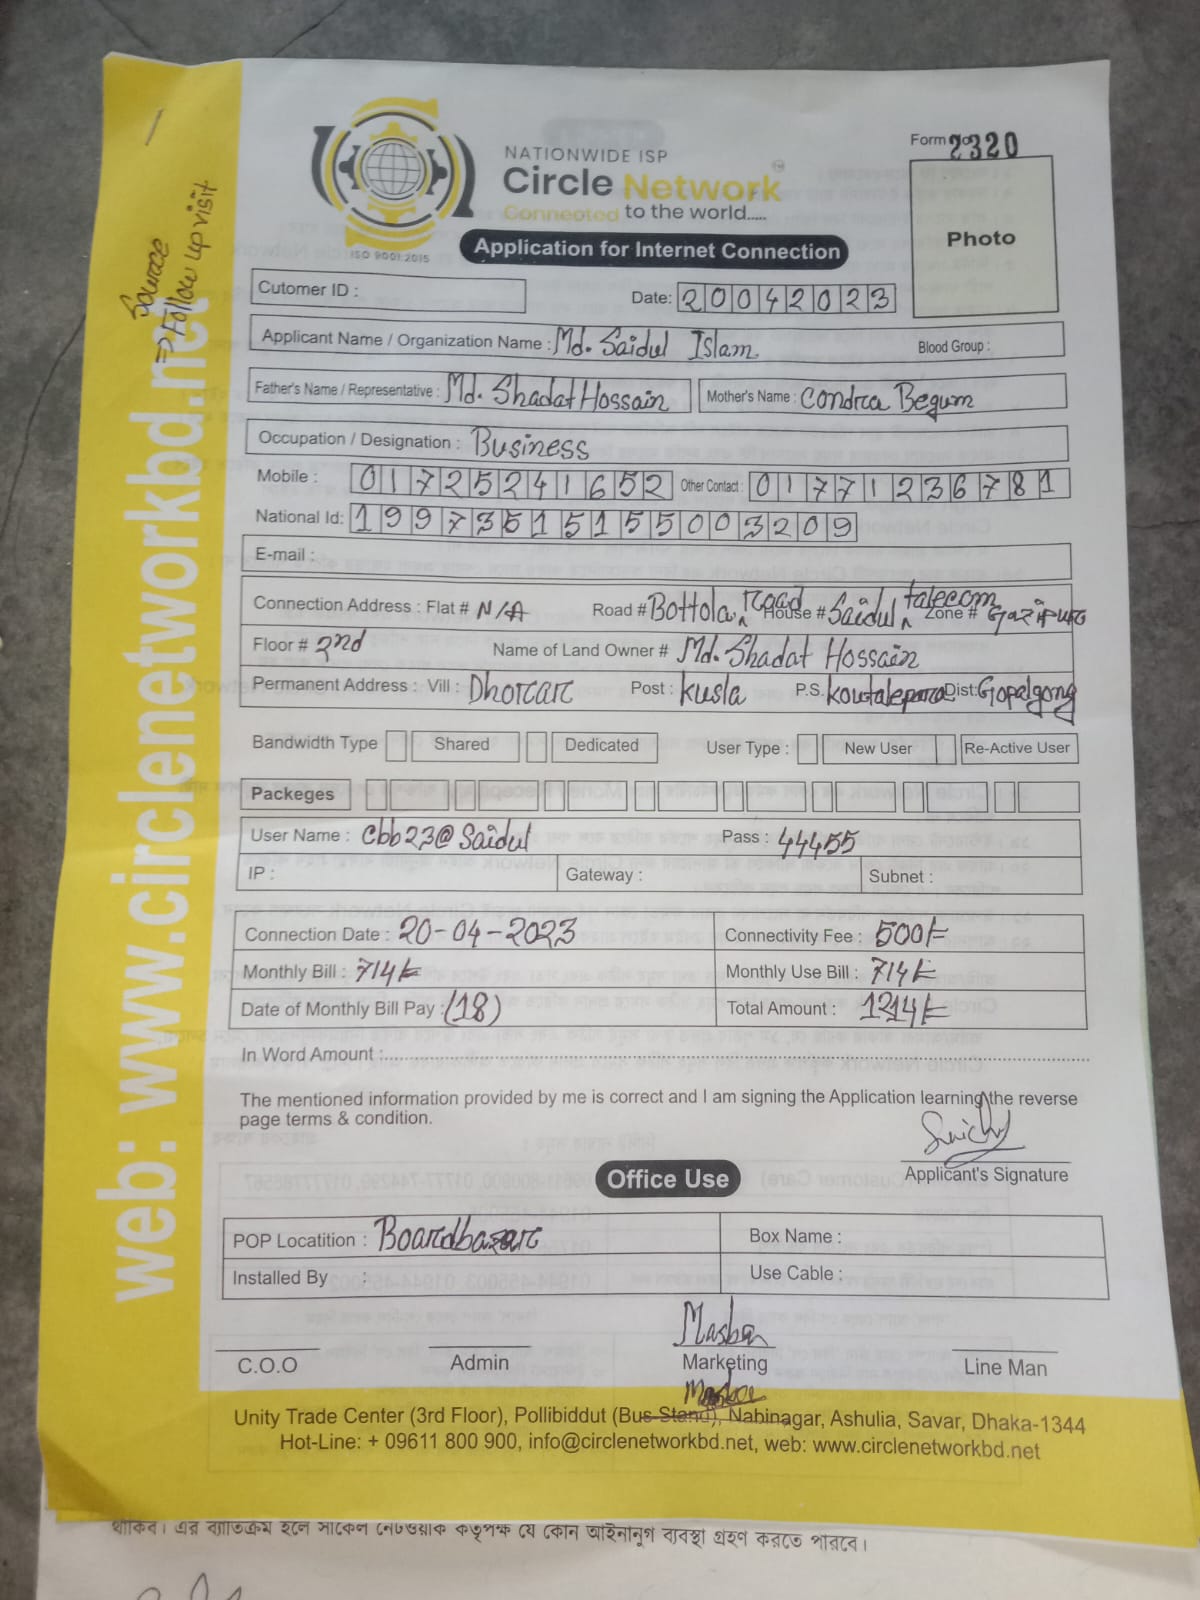 Form no 2320
NATIONWIDE ISP
Circle Network
Connected to the world.....
ISO 9001:2015
Application for Internet Connection
Photo
Source
⇒ Follow up visit
web: www.circlenetworkbd.net
Cutomer ID :
Date: 20042023
Applicant Name / Organization Name : Md. Saidul Islam Blood Group :
Father's Name / Representative : Md. Shadat Hossain Mother's Name : Condra Begum
Occupation / Designation : Business
Mobile : 01725241652 Other Contact : 01771236781
National Id: 19973515155003209
E-mail :
Connection Address : Flat # N/A Road # Bottola road House # Saidul talecom Zone # Gazipur
Floor # 2nd Name of Land Owner # Md. Shadat Hossain
Permanent Address : Vill : Dhorar Post : Kusla P.S. Koutalepara Dist: Gopalgong
Bandwidth Type Shared Dedicated User Type : New User Re-Active User
Packeges
User Name : cbb23@Saidul Pass : 44455
IP : Gateway : Subnet :
Connection Date : 20-04-2023 Connectivity Fee : 500/-
Monthly Bill : 714/- Monthly Use Bill : 714/-
Date of Monthly Bill Pay : (18) Total Amount : 1214/-
In Word Amount :
The mentioned information provided by me is correct and I am signing the Application learning the reverse
page terms & condition.
Applicant's Signature
Office Use
POP Locatition : Boardbazar Box Name :
Installed By : Use Cable :
C.O.O Admin Marketing Line Man
Unity Trade Center (3rd Floor), Pollibiddut (Bus Stand), Nabinagar, Ashulia, Savar, Dhaka-1344
Hot-Line: + 09611 800 900, info@circlenetworkbd.net, web: www.circlenetworkbd.net
থাকিব। এর ব্যতিক্রম হলে সার্কেল নেটওয়াক কতৃপক্ষ যে কোন আইনানুগ ব্যবস্থা গ্রহণ করতে পারবে।